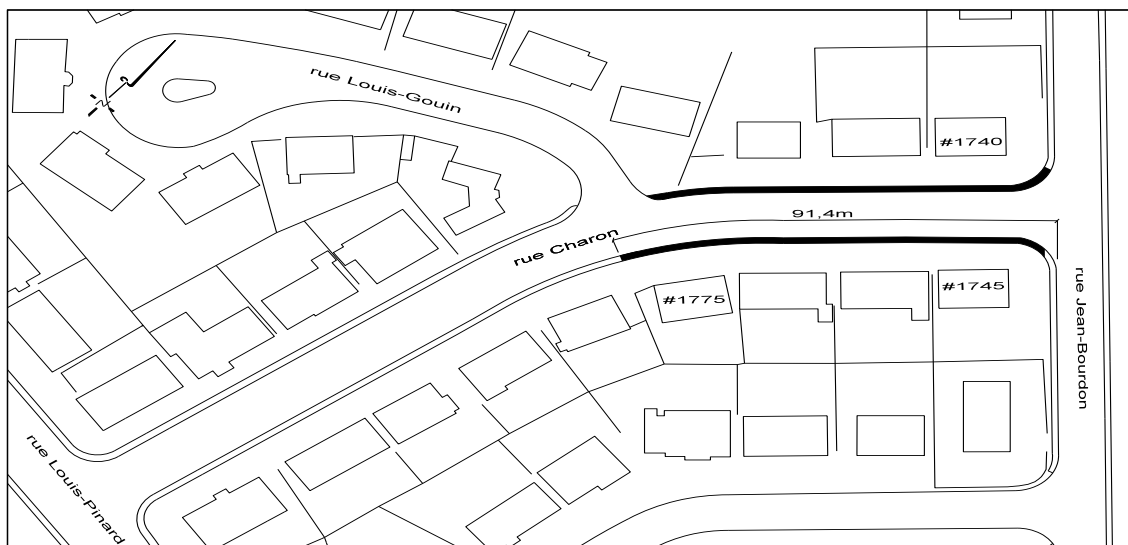 rue Louis-Gouin
#1740
91,4m
rue Charon
#1775
#1745
rue Jean-Bourdon
rue Louis-Pinard